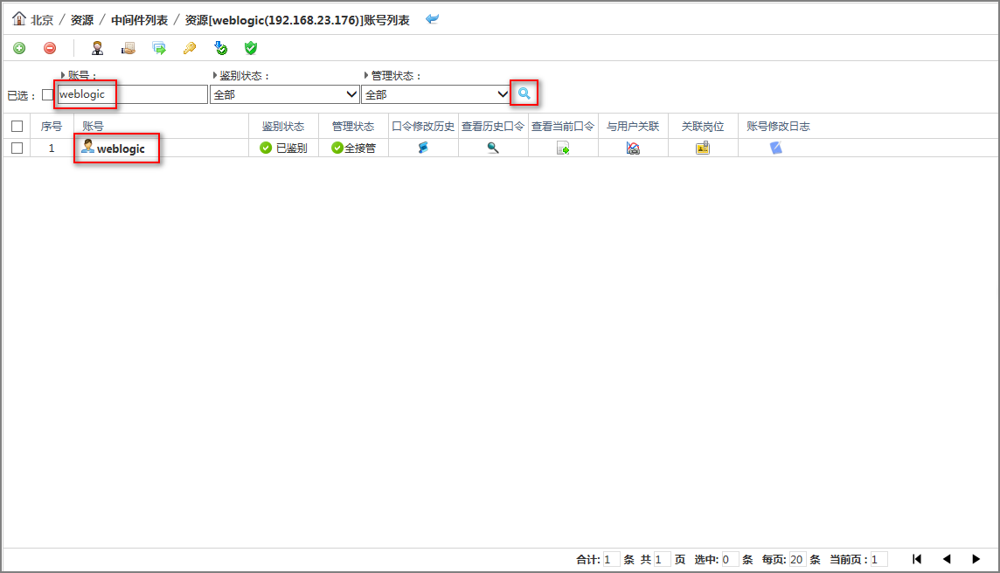 北京 / 资源 / 中间件列表 / 资源[weblogic(192.168.23.176)]账号列表
账号： 鉴别状态： 管理状态：
已选： weblogic 全部 全部
序号 账号 鉴别状态 管理状态 口令修改历史 查看历史口令 查看当前口令 与用户关联 关联岗位 账号修改日志
1 weblogic 已鉴别 全接管
合计: 1 条 共 1 页 选中: 0 条 每页: 20 条 当前页: 1